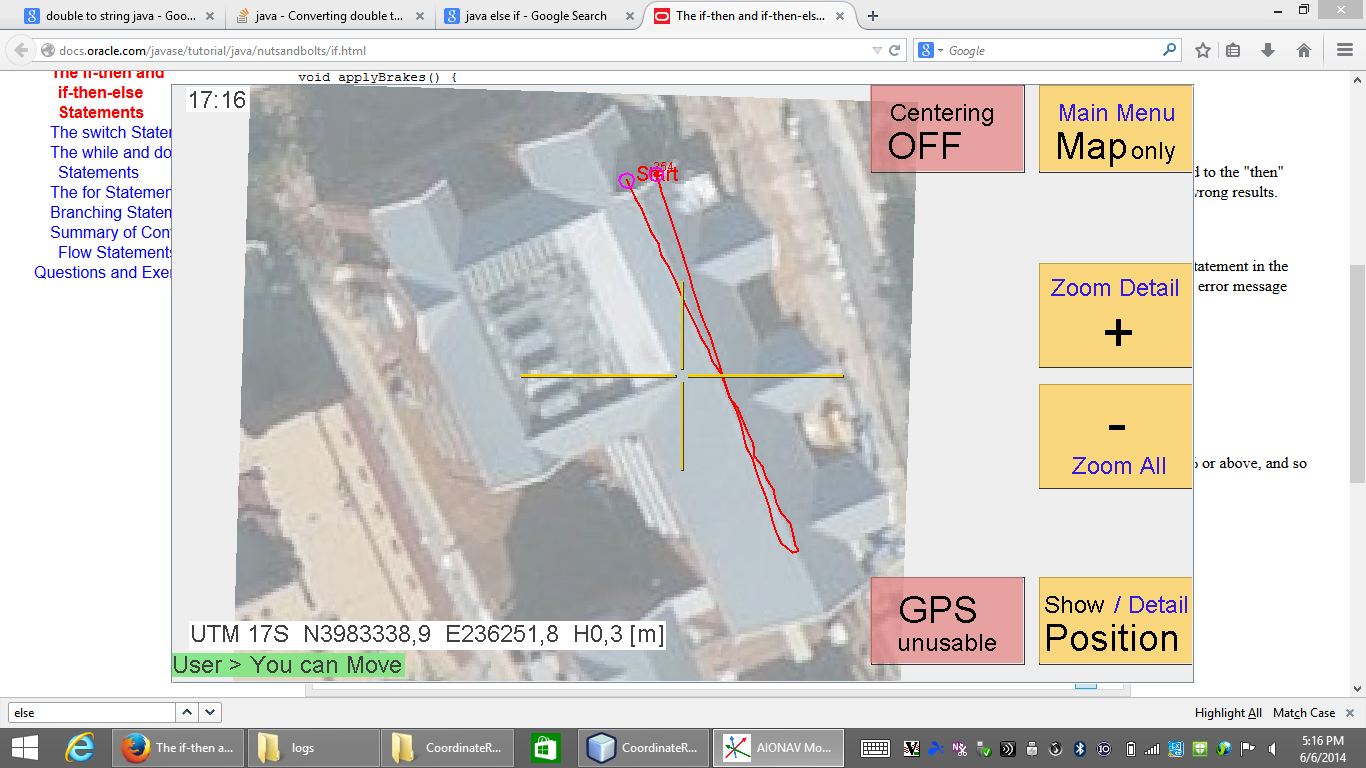 double to string java - Goo...
java - Converting double t...
java else if - Google Search
The if-then and if-then-els...
docs.oracle.com/javase/tutorial/java/nutsandbolts/if.html
Google
The if-then and
if-then-else
Statements
The switch Staten
The while and do
Statements
The for Statemen
Branching Staten
Summary of Con
Flow Statements
Questions and Exer
void applyBrakes() {
17:16
Centering
OFF
Main Menu
Map only
d to the "then"
wrong results.
254
Start
statement in the
error message
Zoom Detail
+
-
Zoom All
% or above, and so
GPS
unusable
Show / Detail
Position
UTM 17S N3983338,9 E236251,8 H0,3 [m]
User > You can Move
else
Highlight All
Match Case
The if-then a...
logs
CoordinateR...
CoordinateR...
AIONAV Mo...
5:16 PM
6/6/2014